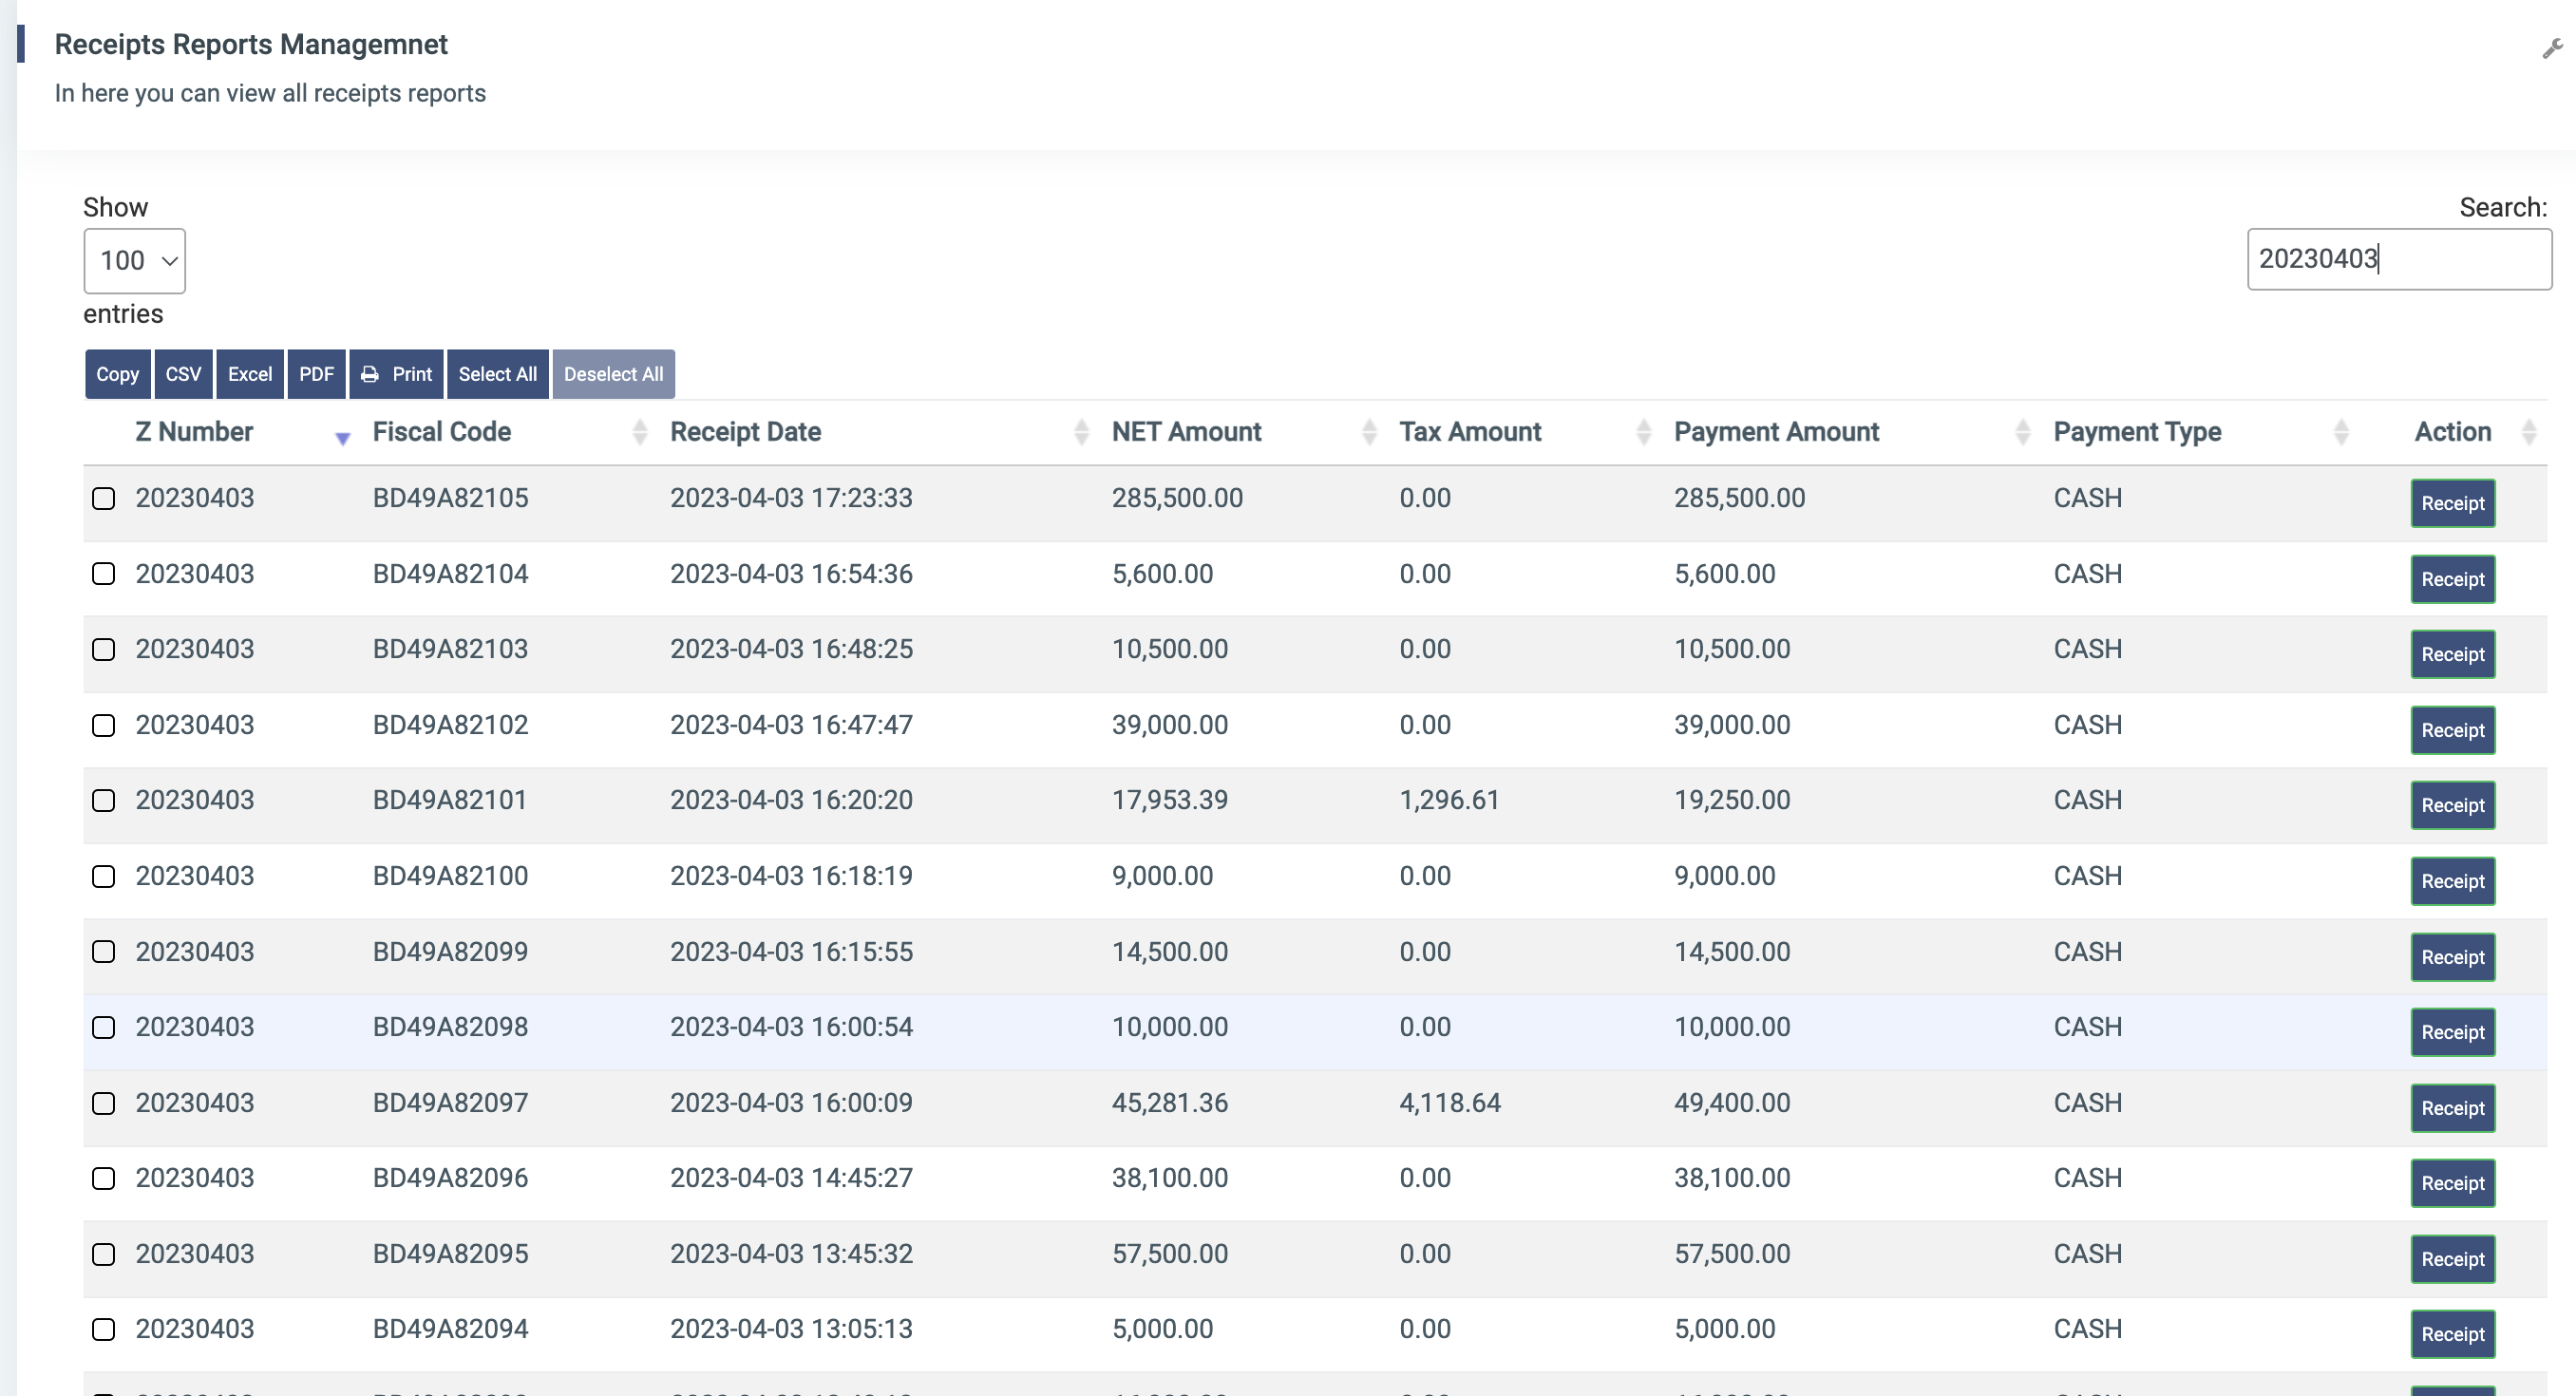 Receipts Reports Managemnet
In here you can view all receipts reports
Show
Search:
100
20230403
entries
Copy CSV Excel PDF Print Select All Deselect All
Z Number Fiscal Code Receipt Date NET Amount Tax Amount Payment Amount Payment Type Action
20230403 BD49A82105 2023-04-03 17:23:33 285,500.00 0.00 285,500.00 CASH Receipt
20230403 BD49A82104 2023-04-03 16:54:36 5,600.00 0.00 5,600.00 CASH Receipt
20230403 BD49A82103 2023-04-03 16:48:25 10,500.00 0.00 10,500.00 CASH Receipt
20230403 BD49A82102 2023-04-03 16:47:47 39,000.00 0.00 39,000.00 CASH Receipt
20230403 BD49A82101 2023-04-03 16:20:20 17,953.39 1,296.61 19,250.00 CASH Receipt
20230403 BD49A82100 2023-04-03 16:18:19 9,000.00 0.00 9,000.00 CASH Receipt
20230403 BD49A82099 2023-04-03 16:15:55 14,500.00 0.00 14,500.00 CASH Receipt
20230403 BD49A82098 2023-04-03 16:00:54 10,000.00 0.00 10,000.00 CASH Receipt
20230403 BD49A82097 2023-04-03 16:00:09 45,281.36 4,118.64 49,400.00 CASH Receipt
20230403 BD49A82096 2023-04-03 14:45:27 38,100.00 0.00 38,100.00 CASH Receipt
20230403 BD49A82095 2023-04-03 13:45:32 57,500.00 0.00 57,500.00 CASH Receipt
20230403 BD49A82094 2023-04-03 13:05:13 5,000.00 0.00 5,000.00 CASH Receipt